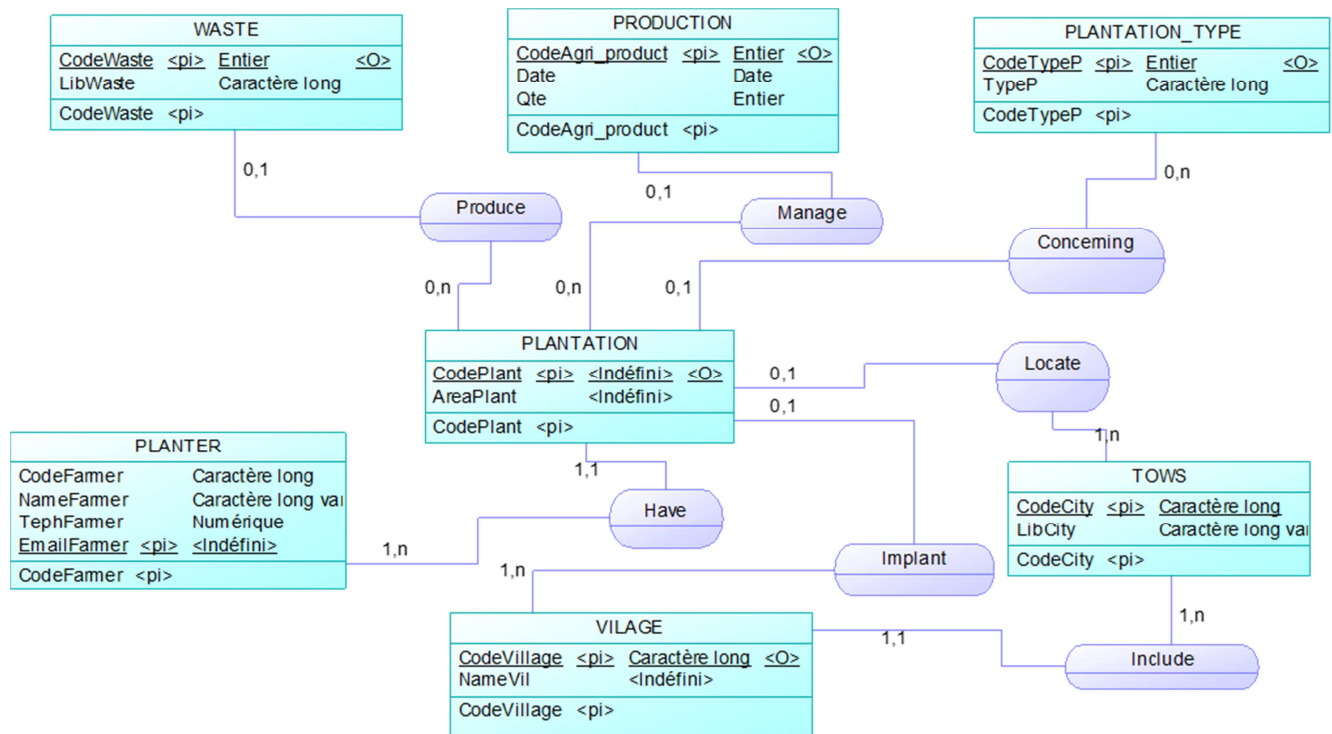 WASTE
CodeWaste <pi> Entier <O>
LibWaste Caractère long
CodeWaste <pi>
PRODUCTION
CodeAgri_product <pi> Entier <O>
Date Date
Qte Entier
CodeAgri_product <pi>
PLANTATION_TYPE
CodeTypeP <pi> Entier <O>
TypeP Caractère long
CodeTypeP <pi>
0,1
0,1
0,n
Produce
Manage
Concerning
0,n
0,n
0,1
PLANTATION
CodePlant <pi> <Indéfini> <O>
AreaPlant <Indéfini>
CodePlant <pi>
0,1
Locate
0,1
1,n
1,1
PLANTER
CodeFarmer Caractère long
NameFarmer Caractère long var
TephFarmer Numérique
EmailFarmer <pi> <Indéfini>
CodeFarmer <pi>
1,n
Have
TOWS
CodeCity <pi> Caractère long
LibCity Caractère long var
CodeCity <pi>
Implant
1,n
VILAGE
CodeVillage <pi> Caractère long <O>
NameVil <Indéfini>
CodeVillage <pi>
1,1
1,n
Include